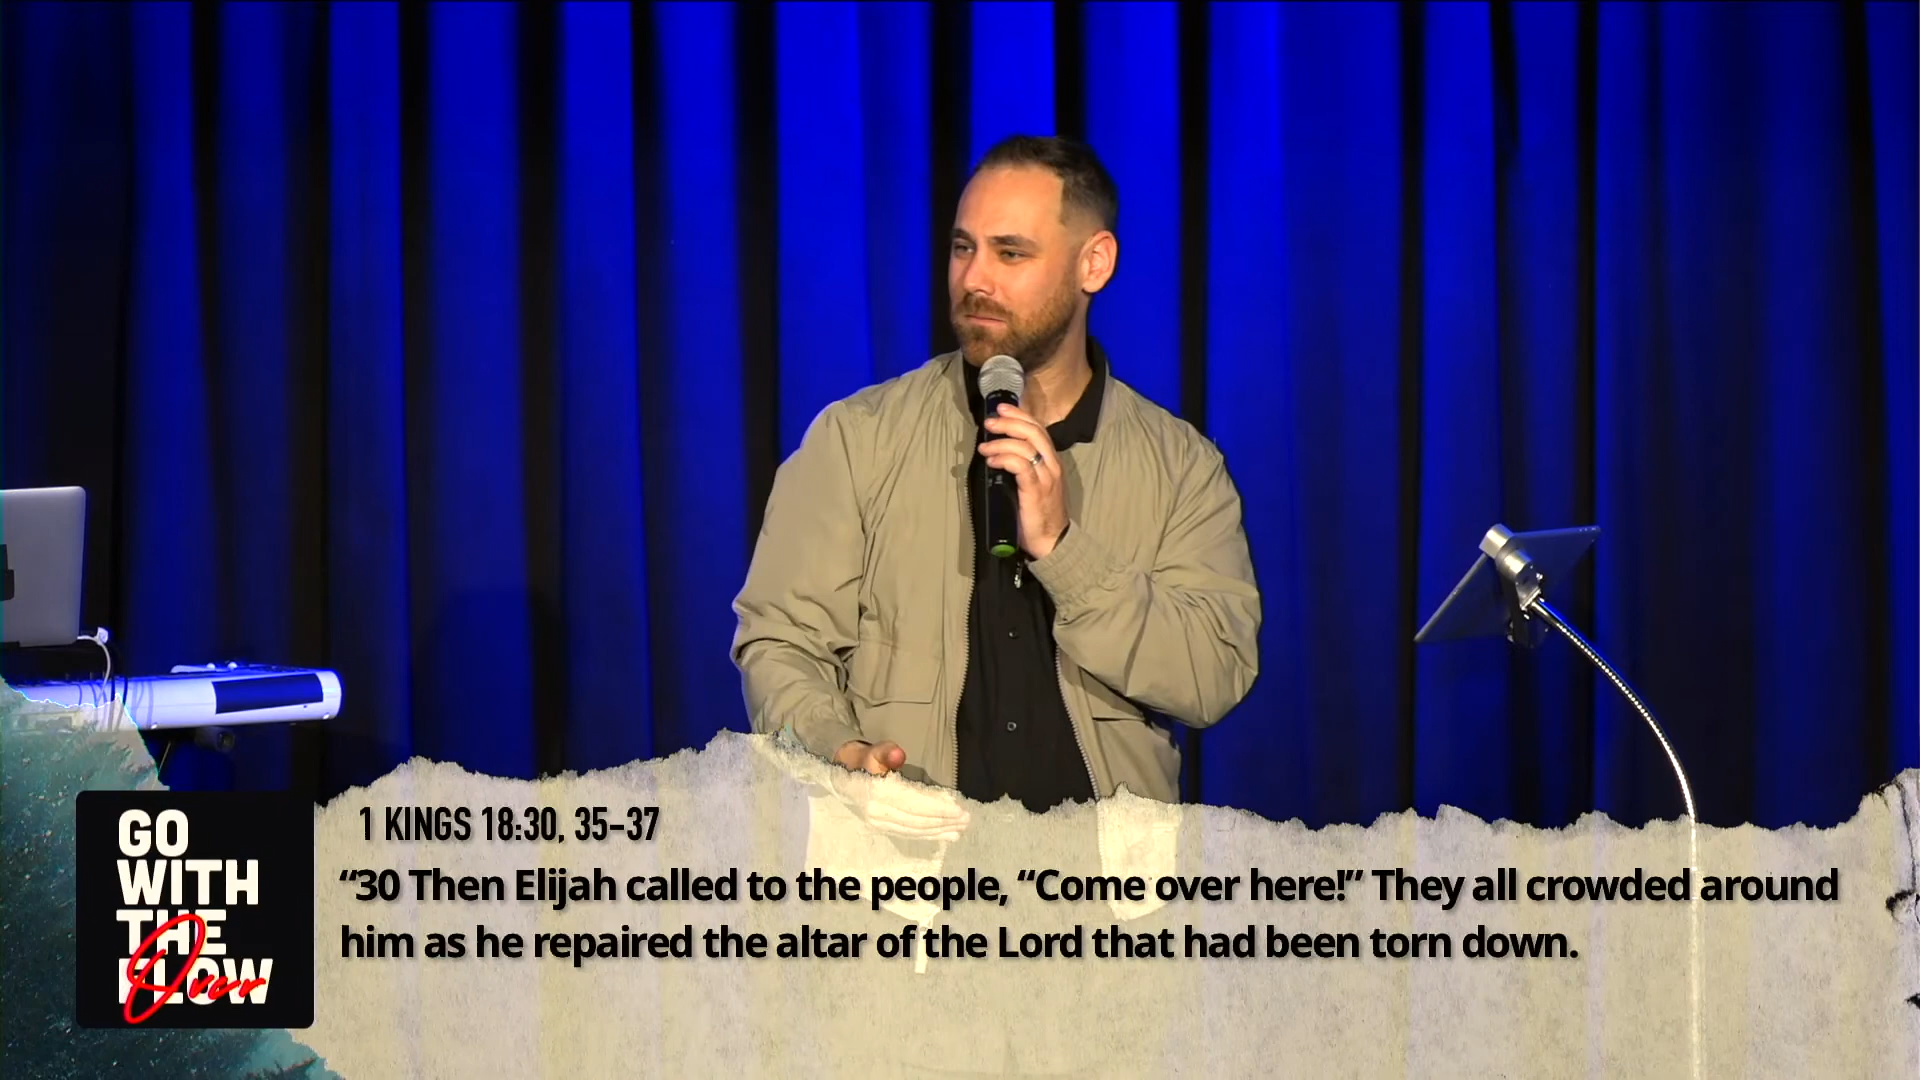 1 KINGS 18:30, 35-37
“30 Then Elijah called to the people, “Come over here!” They all crowded around
him as he repaired the altar of the Lord that had been torn down.
GO
WITH
THE
FLOW
Over